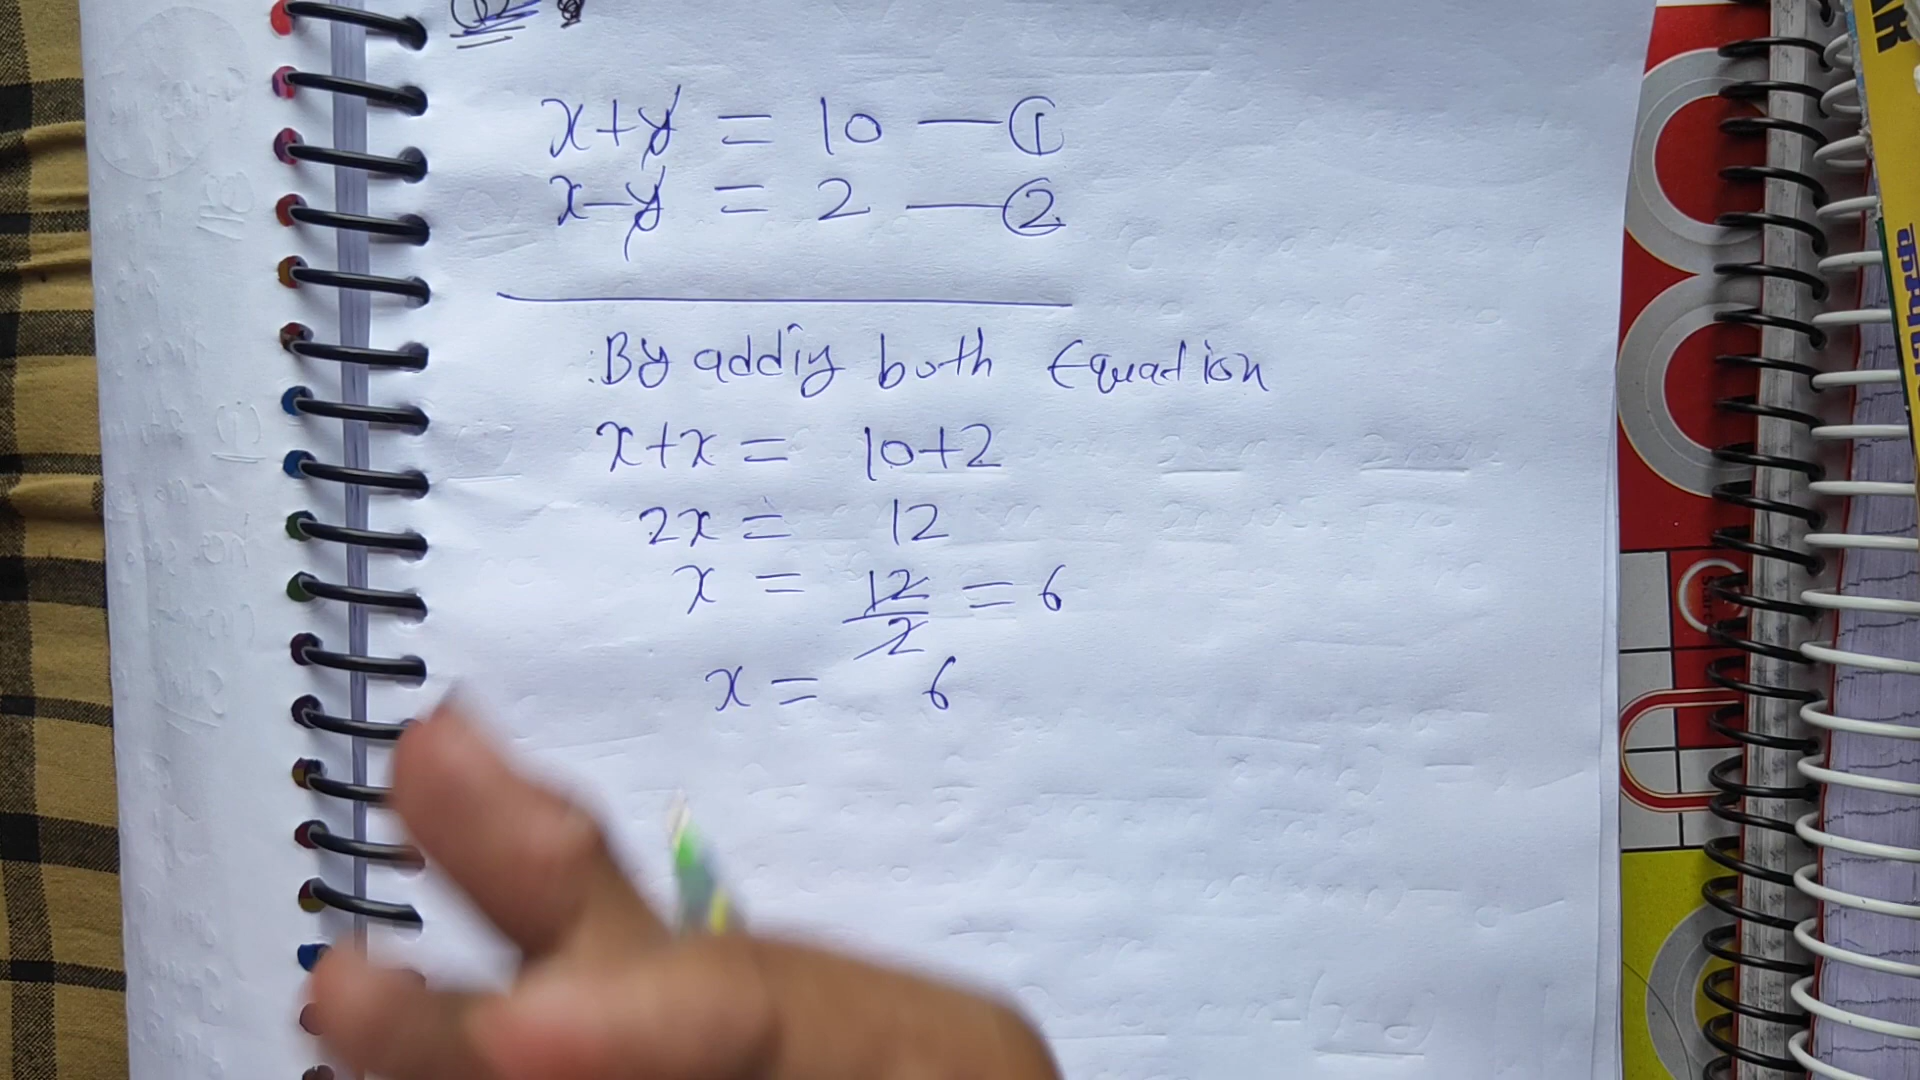 x+y = 10 — ①
x-y = 2 — ②
By addiy both Equation
x+x = 10+2
2x = 12
x = 12/2 = 6
x = 6